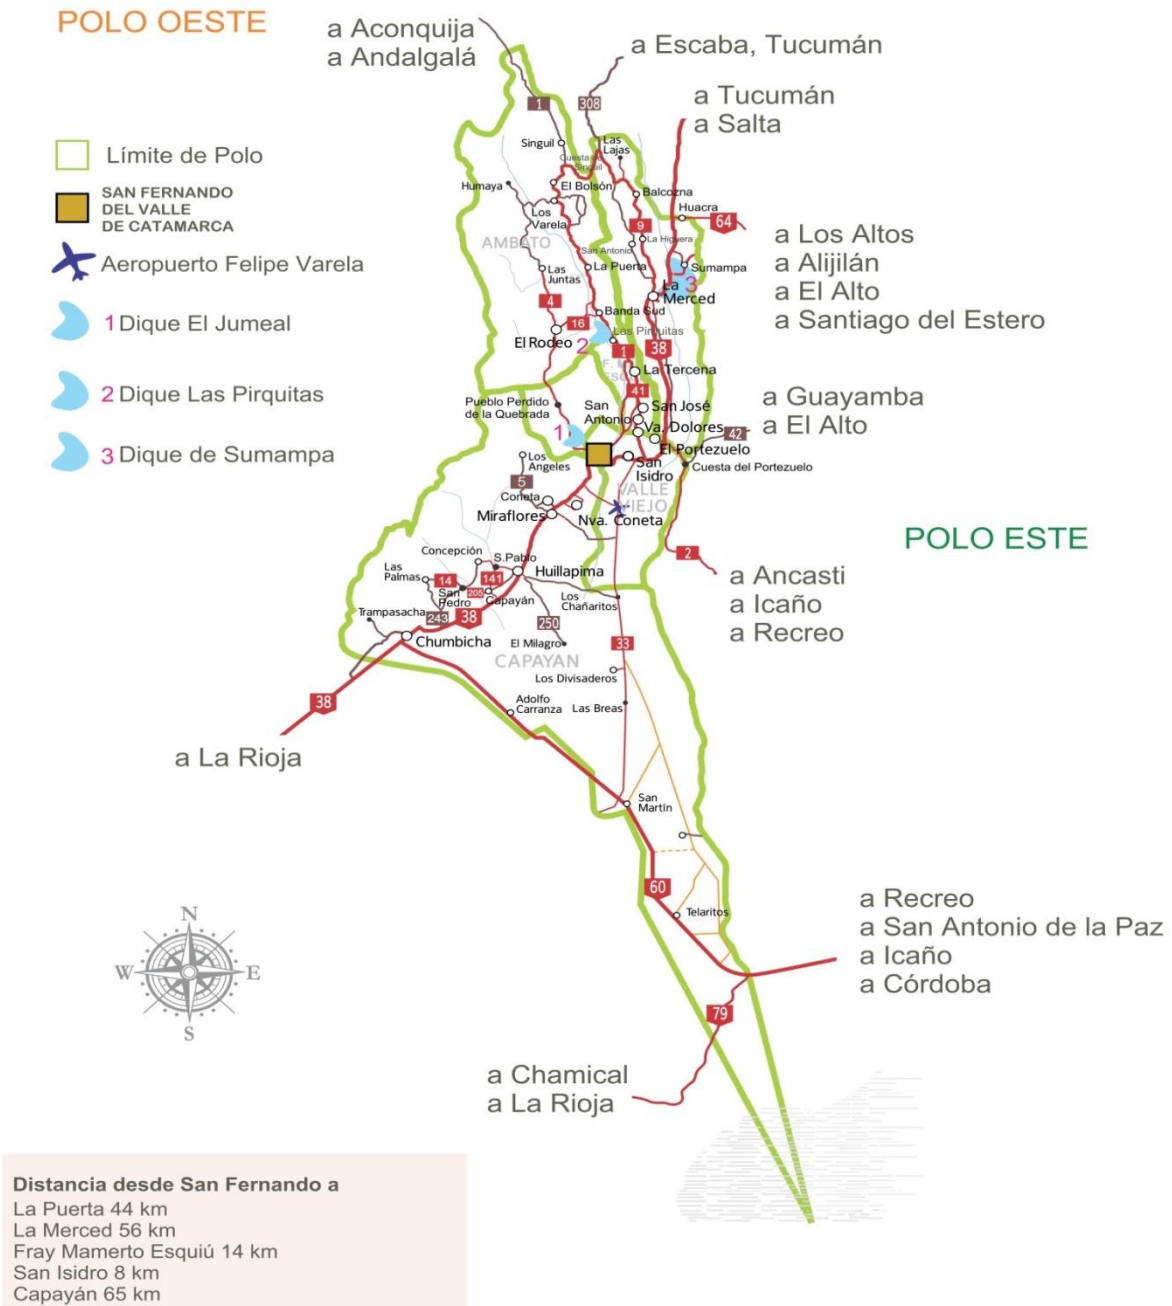 POLO OESTE
a Aconquija
a Andalgalá
a Escaba, Tucumán
a Tucumán
a Salta
Límite de Polo
SAN FERNANDO
DEL VALLE
DE CATAMARCA
Aeropuerto Felipe Varela
1 Dique El Jumeal
2 Dique Las Pirquitas
3 Dique de Sumampa
1
308
Singuil
Las
Lajas
Cuesta de
Singuil
Humaya
El Bolsón
Balcozna
Los
Varela
Huacra
64
9
La Higuera
AMBATO
San Antonio
La Puerta
Sumampa
Las
Juntas
3
La
Merced
4
Banda Sud
16
Las Pirquitas
El Rodeo
2
1
38
La Tercena
41
Pueblo Perdido
de la Quebrada
San
Antonio
San José
Va. Dolores
42
1
El Portezuelo
Cuesta del Portezuelo
Los
Angeles
San
Isidro
5
VALLE
VIEJO
Coneta
Miraflores
Nva. Coneta
a Los Altos
a Alijilán
a El Alto
a Santiago del Estero
a Guayamba
a El Alto
POLO ESTE
2
a Ancasti
a Icaño
a Recreo
Concepción
S.Pablo
Las
Palmas
14
141
Huillapima
San
Pedro
205
Capayán
Los
Chañaritos
Trampasacha
243
38
250
Chumbicha
El Milagro
33
CAPAYAN
Los Divisaderos
38
Adolfo
Carranza
Las Breas
a La Rioja
San
Martín
60
Telaritos
a Recreo
a San Antonio de la Paz
a Icaño
a Córdoba
N
W
E
S
79
a Chamical
a La Rioja
Distancia desde San Fernando a
La Puerta 44 km
La Merced 56 km
Fray Mamerto Esquiú 14 km
San Isidro 8 km
Capayán 65 km